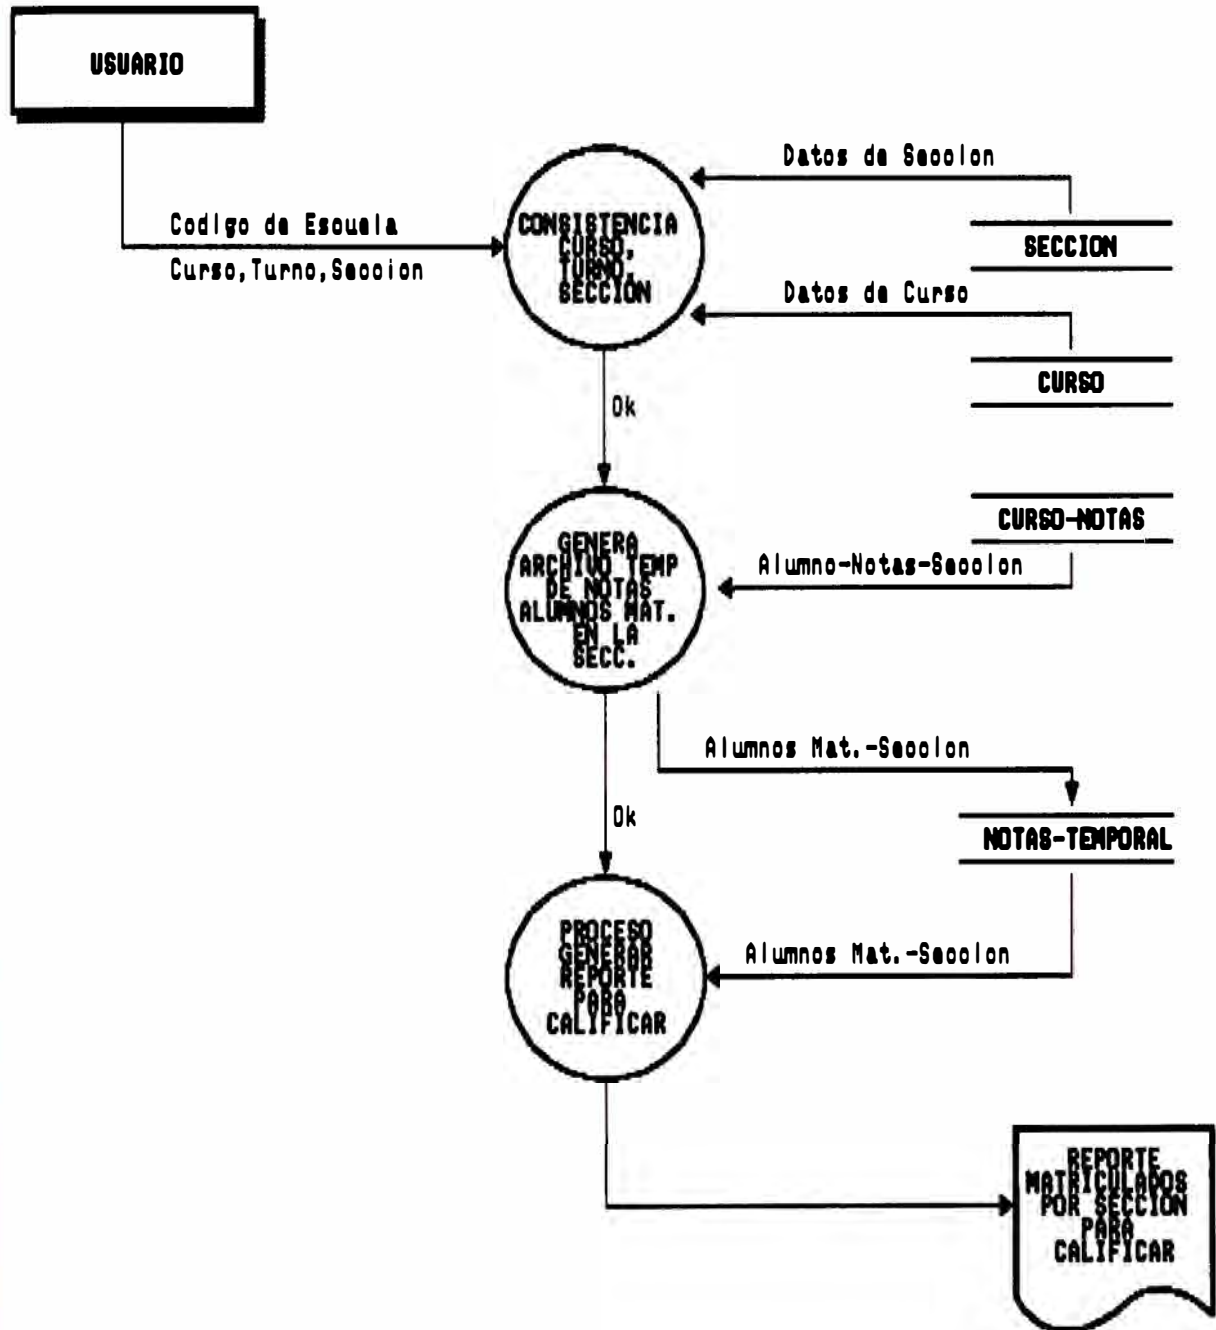 USUARIO
Datos de Seccion
Codigo de Escuela
Curso,Turno,Seccion
CONSISTENCIA
CURSO,
TURNO,
SECCION
SECCION
Datos de Curso
CURSO
Ok
CURSO-NOTAS
GENERA
ARCHIVO TEMP
DE NOTAS
ALUMNOS MAT.
EN LA
SECC.
Alumno-Notas-Seccion
Alumnos Mat.-Seccion
Ok
NOTAS-TEMPORAL
PROCESO
GENERAR
REPORTE
PARA
CALIFICAR
Alumnos Mat.-Seccion
REPORTE
MATRICULADOS
POR SECCION
PARA
CALIFICAR